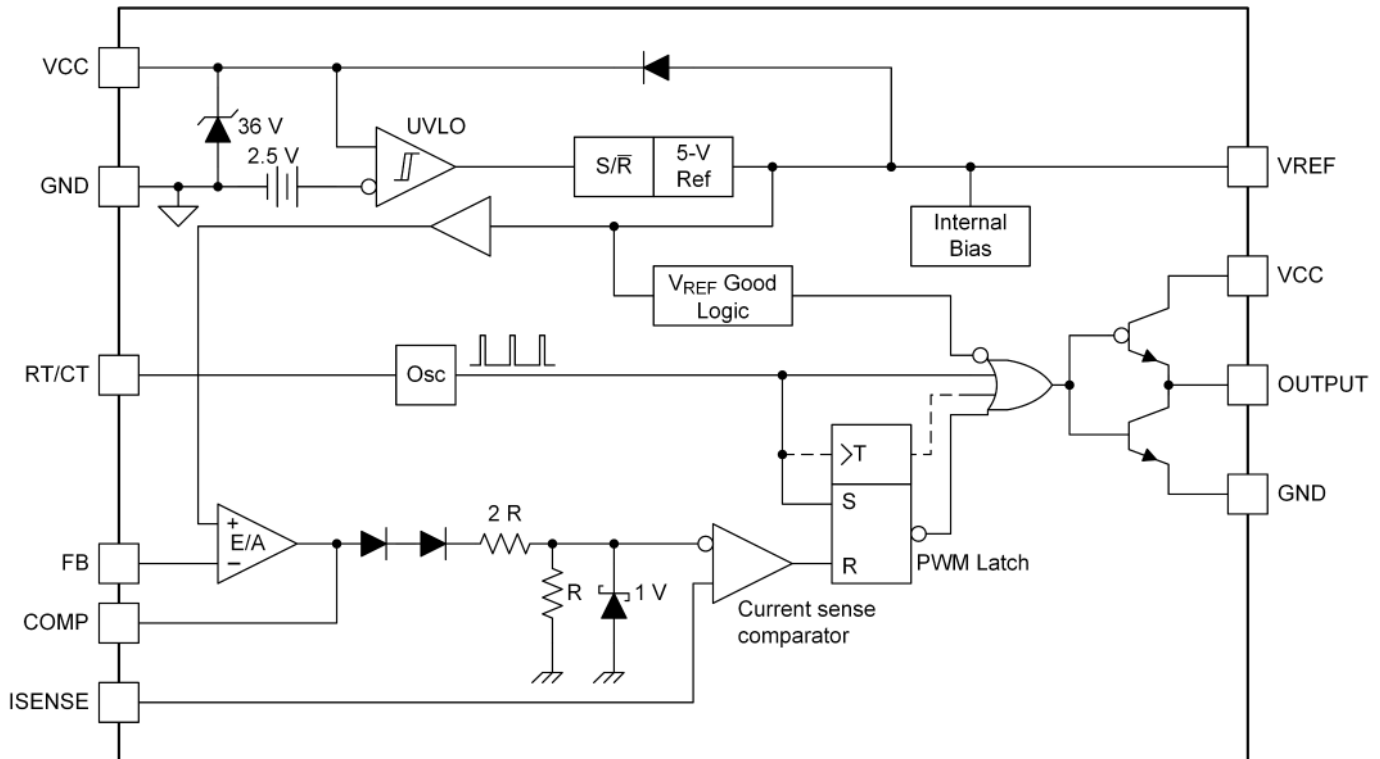 VCC
36 V
UVLO
2.5 V
S/R̅
5-V
Ref
GND
VREF
Internal
Bias
VREF Good
Logic
VCC
RT/CT
Osc
OUTPUT
>T
S
GND
2 R
+
E/A
−
FB
R
1 V
R
PWM Latch
COMP
Current sense
comparator
ISENSE